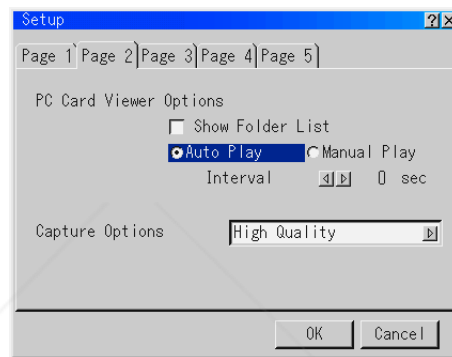 Setup
Page 1 Page 2 Page 3 Page 4 Page 5
PC Card Viewer Options
Show Folder List
Auto Play Manual Play
Interval 0 sec
Capture Options High Quality
OK Cancel